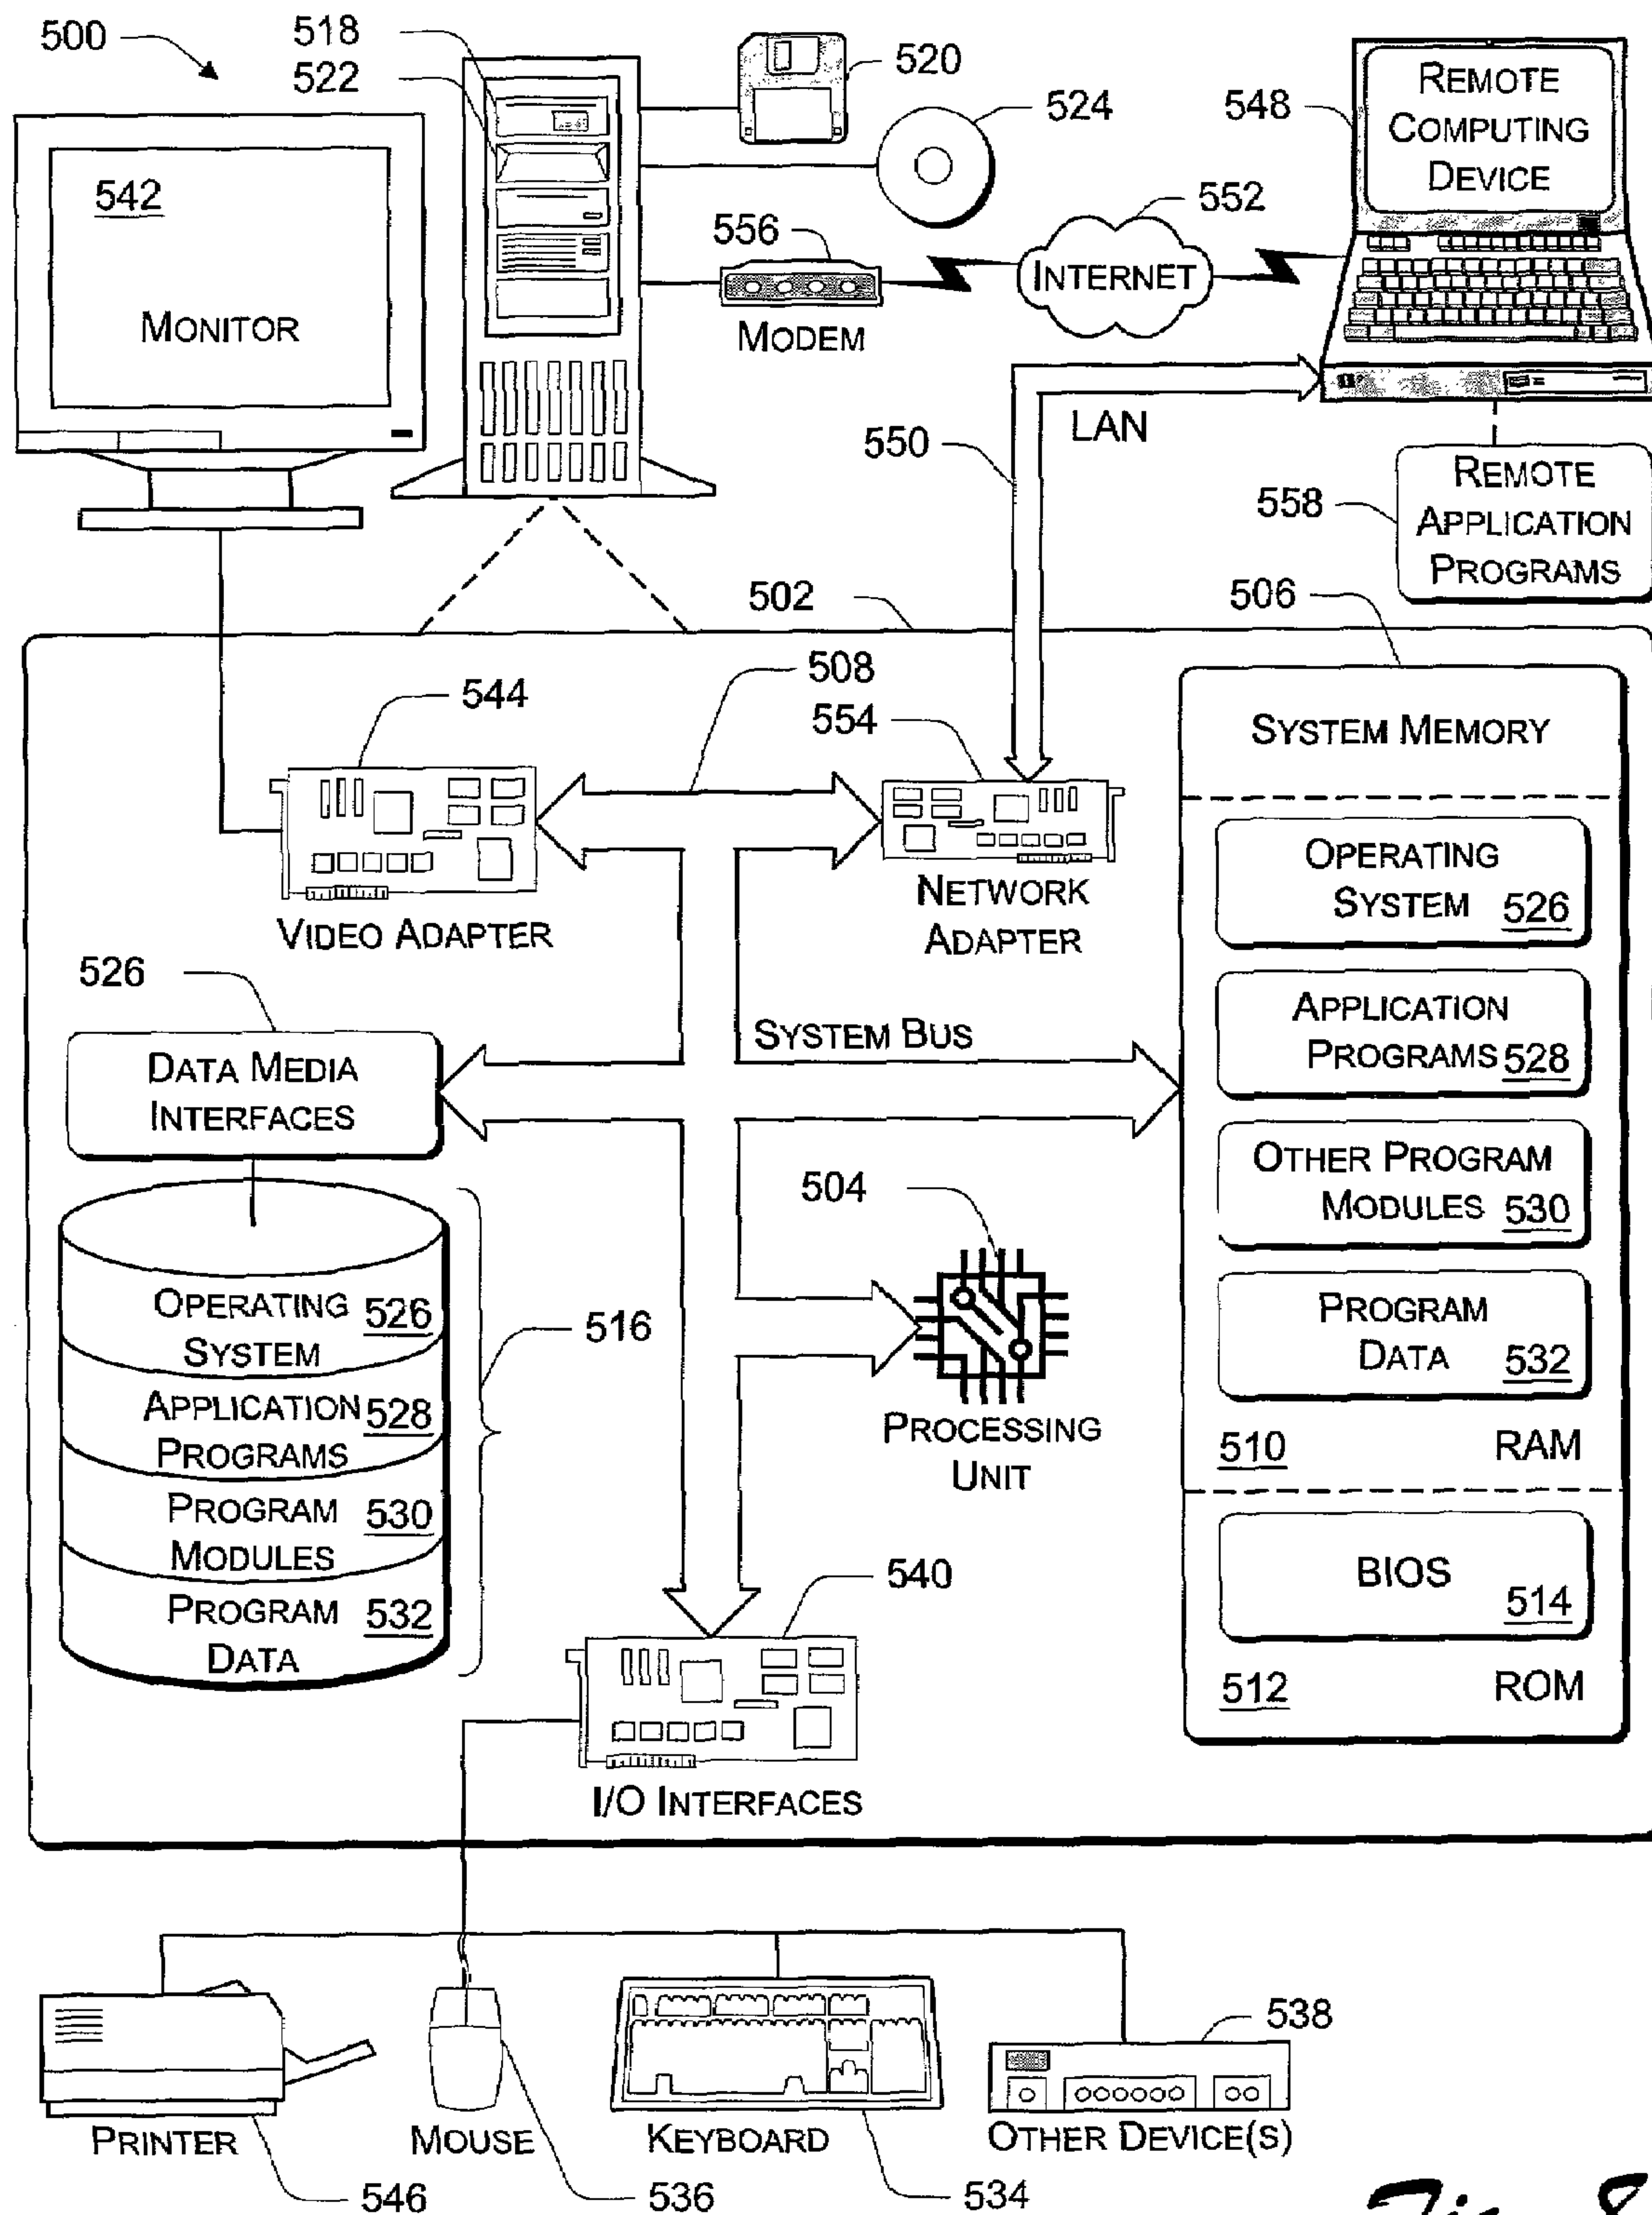 500
518
522
520
524
548
REMOTE
COMPUTING
DEVICE
542
MONITOR
556
MODEM
552
INTERNET
550
LAN
558
REMOTE
APPLICATION
PROGRAMS
502
506
508
544
554
VIDEO ADAPTER
NETWORK
ADAPTER
SYSTEM MEMORY
OPERATING
SYSTEM 526
APPLICATION
PROGRAMS 528
OTHER PROGRAM
MODULES 530
PROGRAM
DATA 532
510 RAM
BIOS
514
512 ROM
526
DATA MEDIA
INTERFACES
SYSTEM BUS
504
PROCESSING
UNIT
OPERATING 526
SYSTEM
APPLICATION 528
PROGRAMS
PROGRAM 530
MODULES
PROGRAM 532
DATA
516
540
I/O INTERFACES
538
PRINTER
MOUSE
KEYBOARD
OTHER DEVICE(S)
546
536
534
Fig. 8